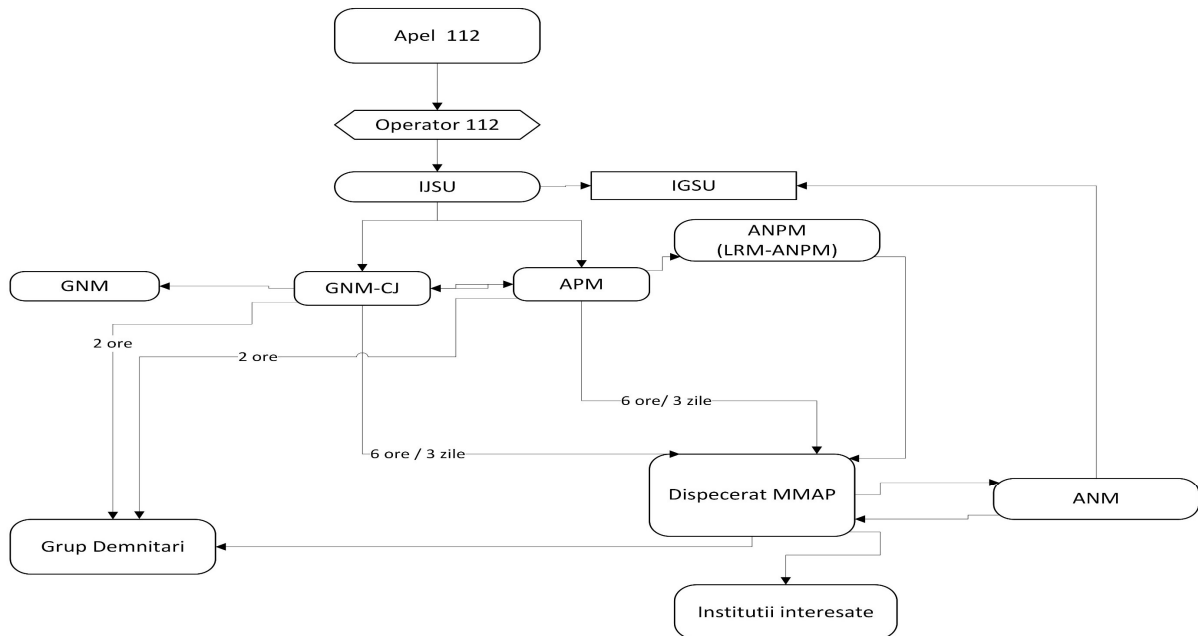 Apel 112
Operator 112
IJSU
IGSU
ANPM
(LRM-ANPM)
GNM
GNM-CJ
APM
2 ore
2 ore
6 ore/ 3 zile
6 ore / 3 zile
Dispecerat MMAP
ANM
Grup Demnitari
Institutii interesate